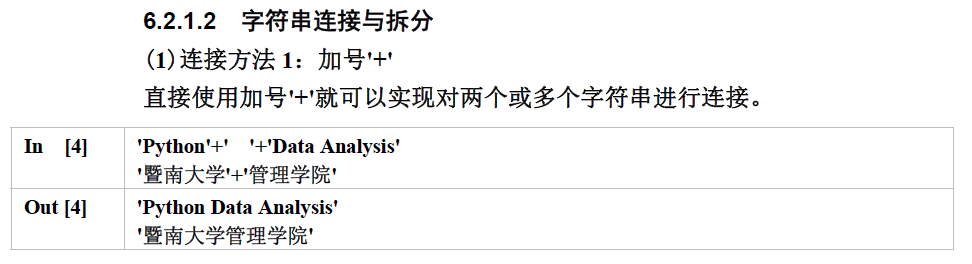 6.2.1.2 字符串连接与拆分
(1)连接方法 1：加号'+'
直接使用加号'+'就可以实现对两个或多个字符串进行连接。
In [4] 'Python'+' '+'Data Analysis'
'暨南大学'+'管理学院'
Out [4] 'Python Data Analysis'
'暨南大学管理学院'